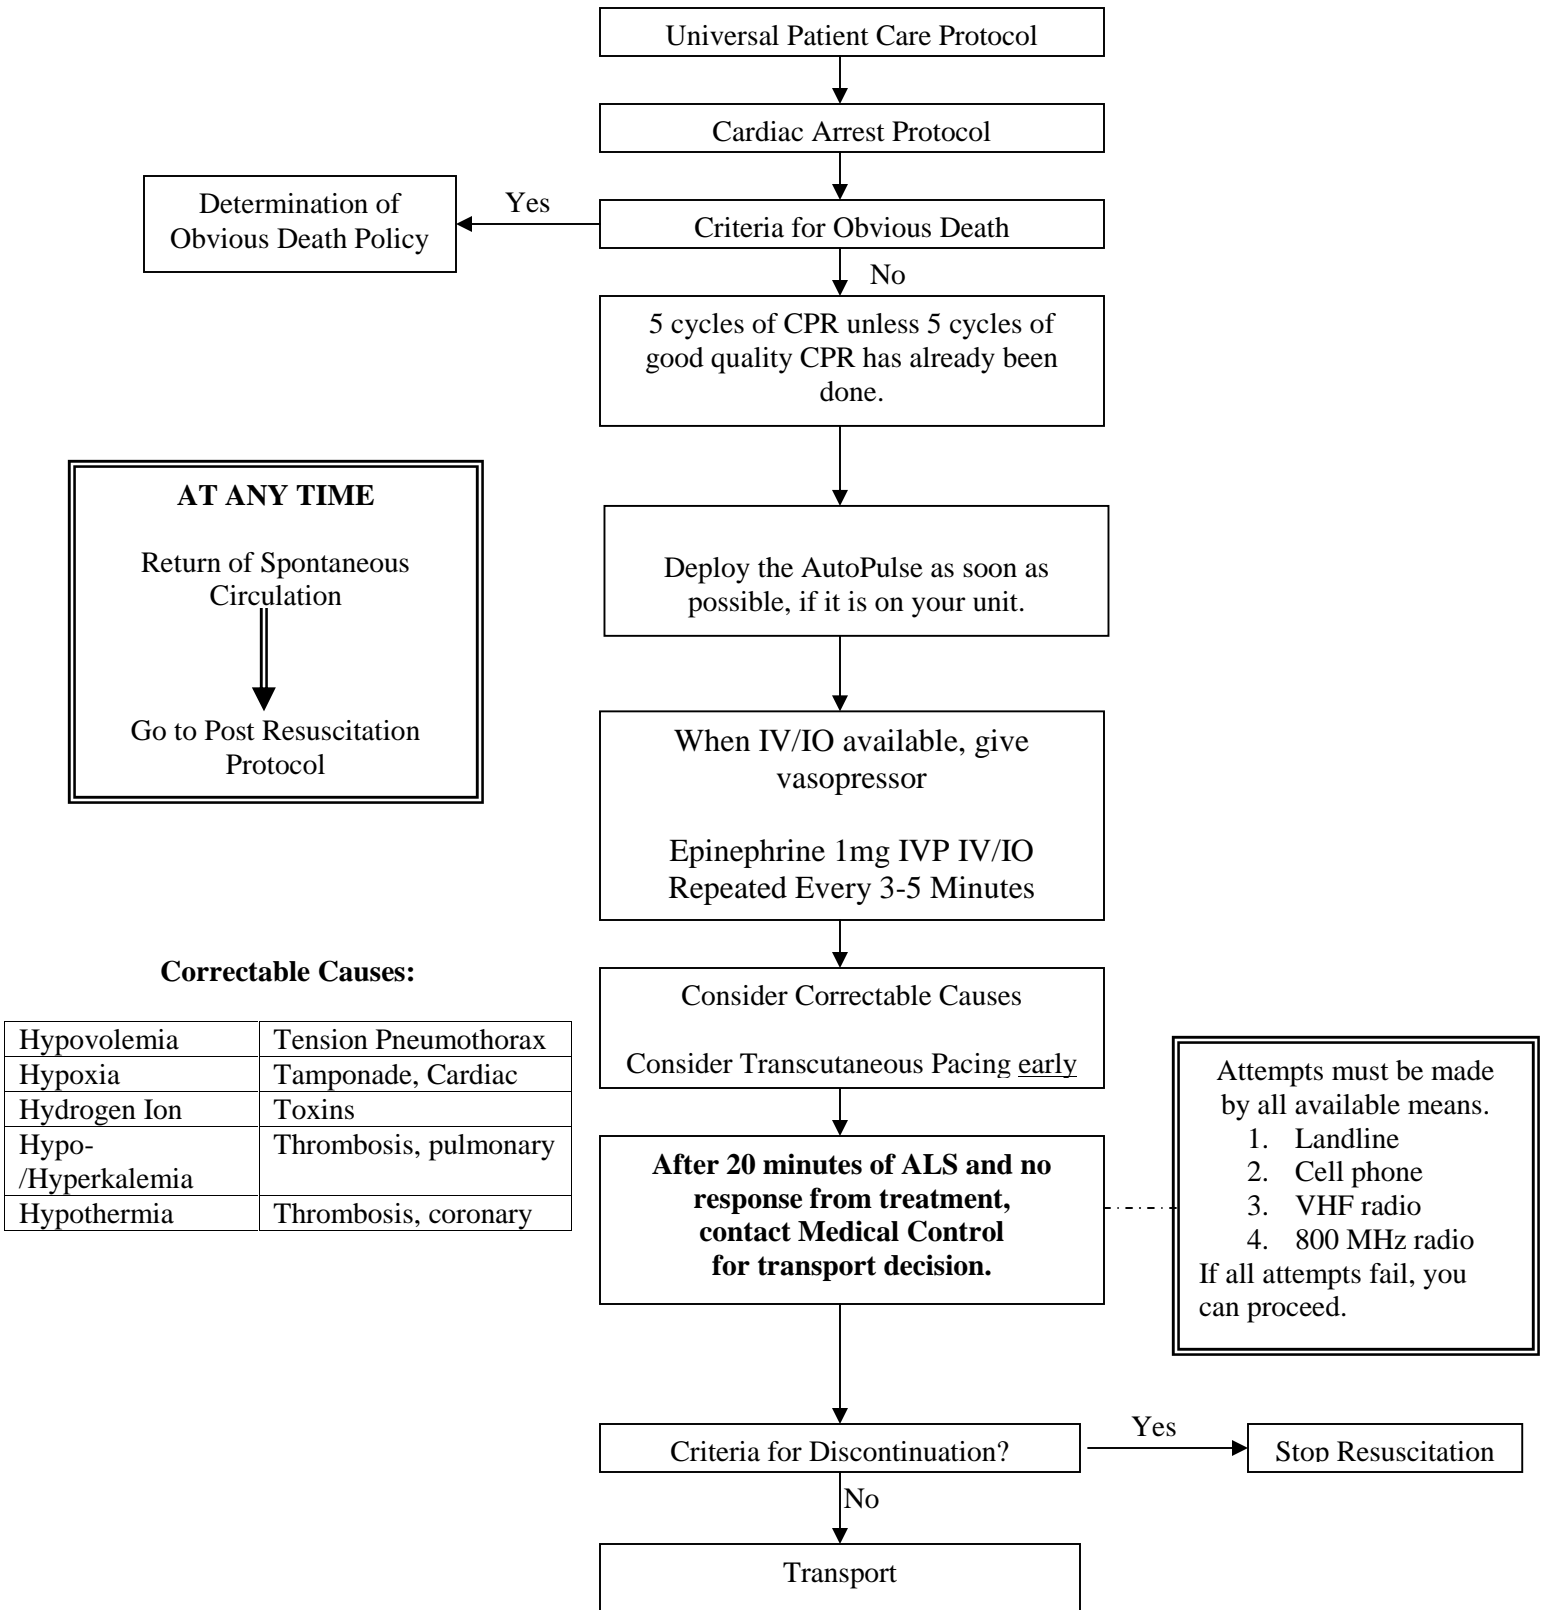 Universal Patient Care Protocol
Cardiac Arrest Protocol
Determination of
Obvious Death Policy
Yes
Criteria for Obvious Death
No
5 cycles of CPR unless 5 cycles of
good quality CPR has already been
done.
AT ANY TIME
Return of Spontaneous
Circulation
Go to Post Resuscitation
Protocol
Deploy the AutoPulse as soon as
possible, if it is on your unit.
When IV/IO available, give
vasopressor
Epinephrine 1mg IVP IV/IO
Repeated Every 3-5 Minutes
Correctable Causes:
Hypovolemia Tension Pneumothorax
Hypoxia Tamponade, Cardiac
Hydrogen Ion Toxins
Hypo- Thrombosis, pulmonary
/Hyperkalemia
Hypothermia Thrombosis, coronary
Consider Correctable Causes
Consider Transcutaneous Pacing early
After 20 minutes of ALS and no
response from treatment,
contact Medical Control
for transport decision.
Attempts must be made
by all available means.
1. Landline
2. Cell phone
3. VHF radio
4. 800 MHz radio
If all attempts fail, you
can proceed.
Criteria for Discontinuation?
Yes
Stop Resuscitation
No
Transport